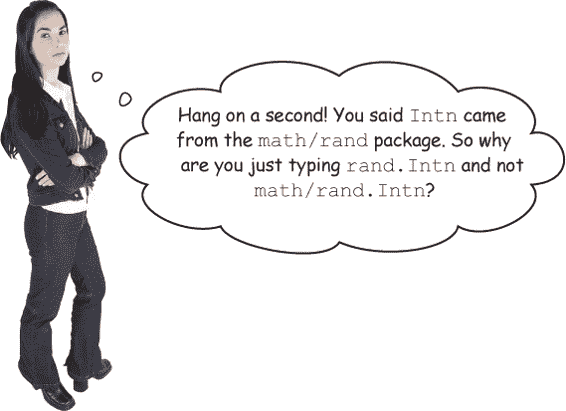 Hang on a second! You said Intn came
from the math/rand package. So why
are you just typing rand.Intn and not
math/rand.Intn?